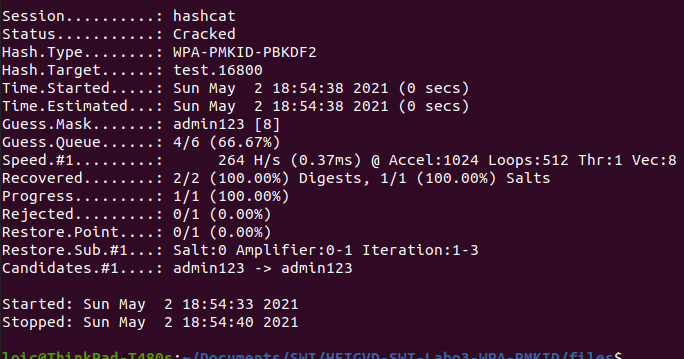 Session..........: hashcat
Status...........: Cracked
Hash.Type........: WPA-PMKID-PBKDF2
Hash.Target......: test.16800
Time.Started.....: Sun May  2 18:54:38 2021 (0 secs)
Time.Estimated...: Sun May  2 18:54:38 2021 (0 secs)
Guess.Mask.......: admin123 [8]
Guess.Queue......: 4/6 (66.67%)
Speed.#1.........:      264 H/s (0.37ms) @ Accel:1024 Loops:512 Thr:1 Vec:8
Recovered........: 2/2 (100.00%) Digests, 1/1 (100.00%) Salts
Progress.........: 1/1 (100.00%)
Rejected.........: 0/1 (0.00%)
Restore.Point....: 0/1 (0.00%)
Restore.Sub.#1...: Salt:0 Amplifier:0-1 Iteration:1-3
Candidates.#1....: admin123 -> admin123
Started: Sun May  2 18:54:33 2021
Stopped: Sun May  2 18:54:40 2021
loic@ThinkPad-T480s:~/Documents/SWI/HEIGVD-SWI-Labo3-WPA-PMKID/files$